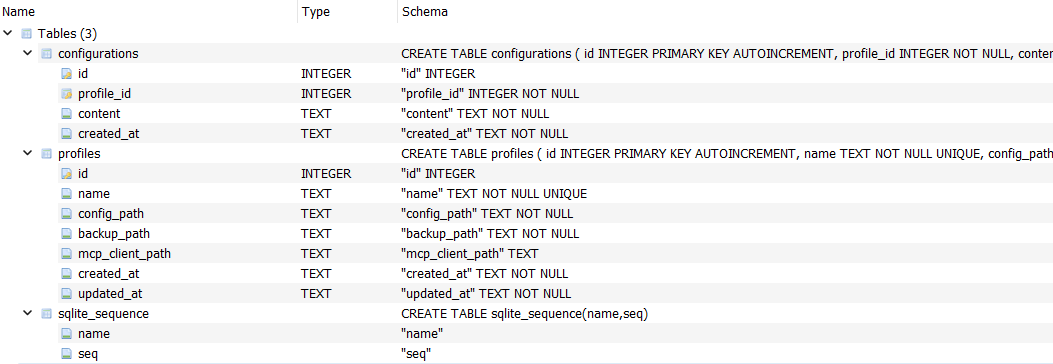 Name Type Schema
Tables (3)
configurations CREATE TABLE configurations ( id INTEGER PRIMARY KEY AUTOINCREMENT, profile_id INTEGER NOT NULL, conten
id INTEGER "id" INTEGER
profile_id INTEGER "profile_id" INTEGER NOT NULL
content TEXT "content" TEXT NOT NULL
created_at TEXT "created_at" TEXT NOT NULL
profiles CREATE TABLE profiles ( id INTEGER PRIMARY KEY AUTOINCREMENT, name TEXT NOT NULL UNIQUE, config_path
id INTEGER "id" INTEGER
name TEXT "name" TEXT NOT NULL UNIQUE
config_path TEXT "config_path" TEXT NOT NULL
backup_path TEXT "backup_path" TEXT NOT NULL
mcp_client_path TEXT "mcp_client_path" TEXT
created_at TEXT "created_at" TEXT NOT NULL
updated_at TEXT "updated_at" TEXT NOT NULL
sqlite_sequence CREATE TABLE sqlite_sequence(name,seq)
name "name"
seq "seq"